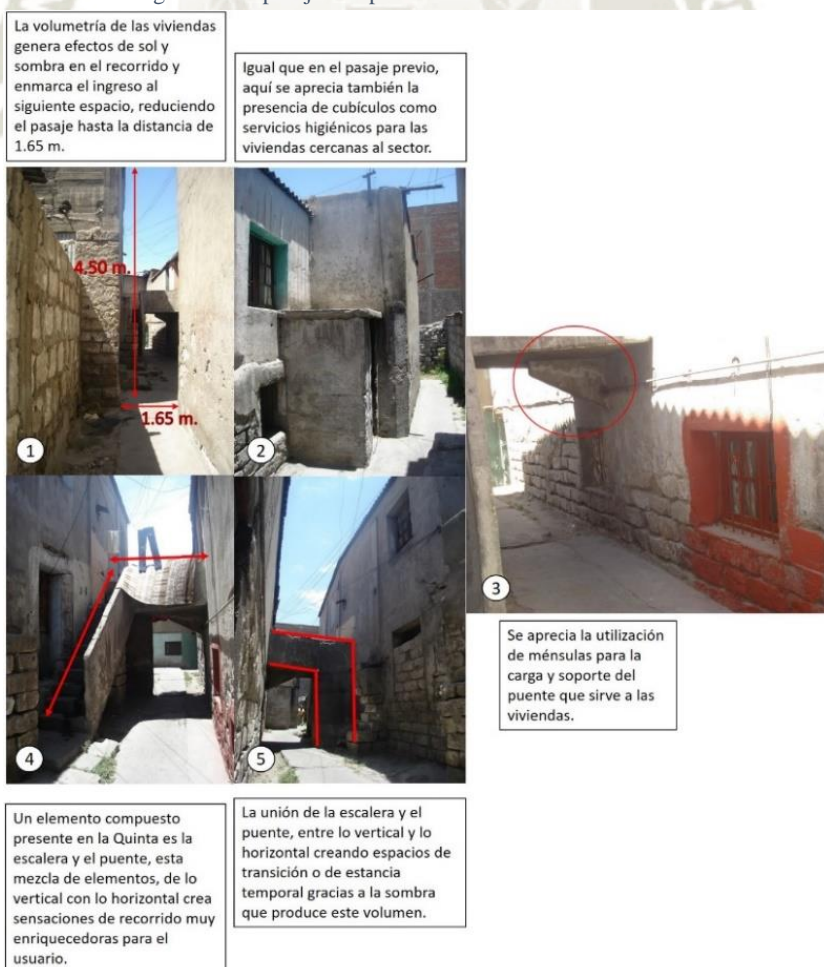 La volumetría de las viviendas
genera efectos de sol y
sombra en el recorrido y
enmarca el ingreso al
siguiente espacio, reduciendo
el pasaje hasta la distancia de
1.65 m.
Igual que en el pasaje previo,
aquí se aprecia también la
presencia de cubículos como
servicios higiénicos para las
viviendas cercanas al sector.
4.50 m.
1.65 m.
1
2
3
Se aprecia la utilización
de ménsulas para la
carga y soporte del
puente que sirve a las
viviendas.
4
5
Un elemento compuesto
presente en la Quinta es la
escalera y el puente, esta
mezcla de elementos, de lo
vertical con lo horizontal crea
sensaciones de recorrido muy
enriquecedoras para el
usuario.
La unión de la escalera y el
puente, entre lo vertical y lo
horizontal creando espacios de
transición o de estancia
temporal gracias a la sombra
que produce este volumen.